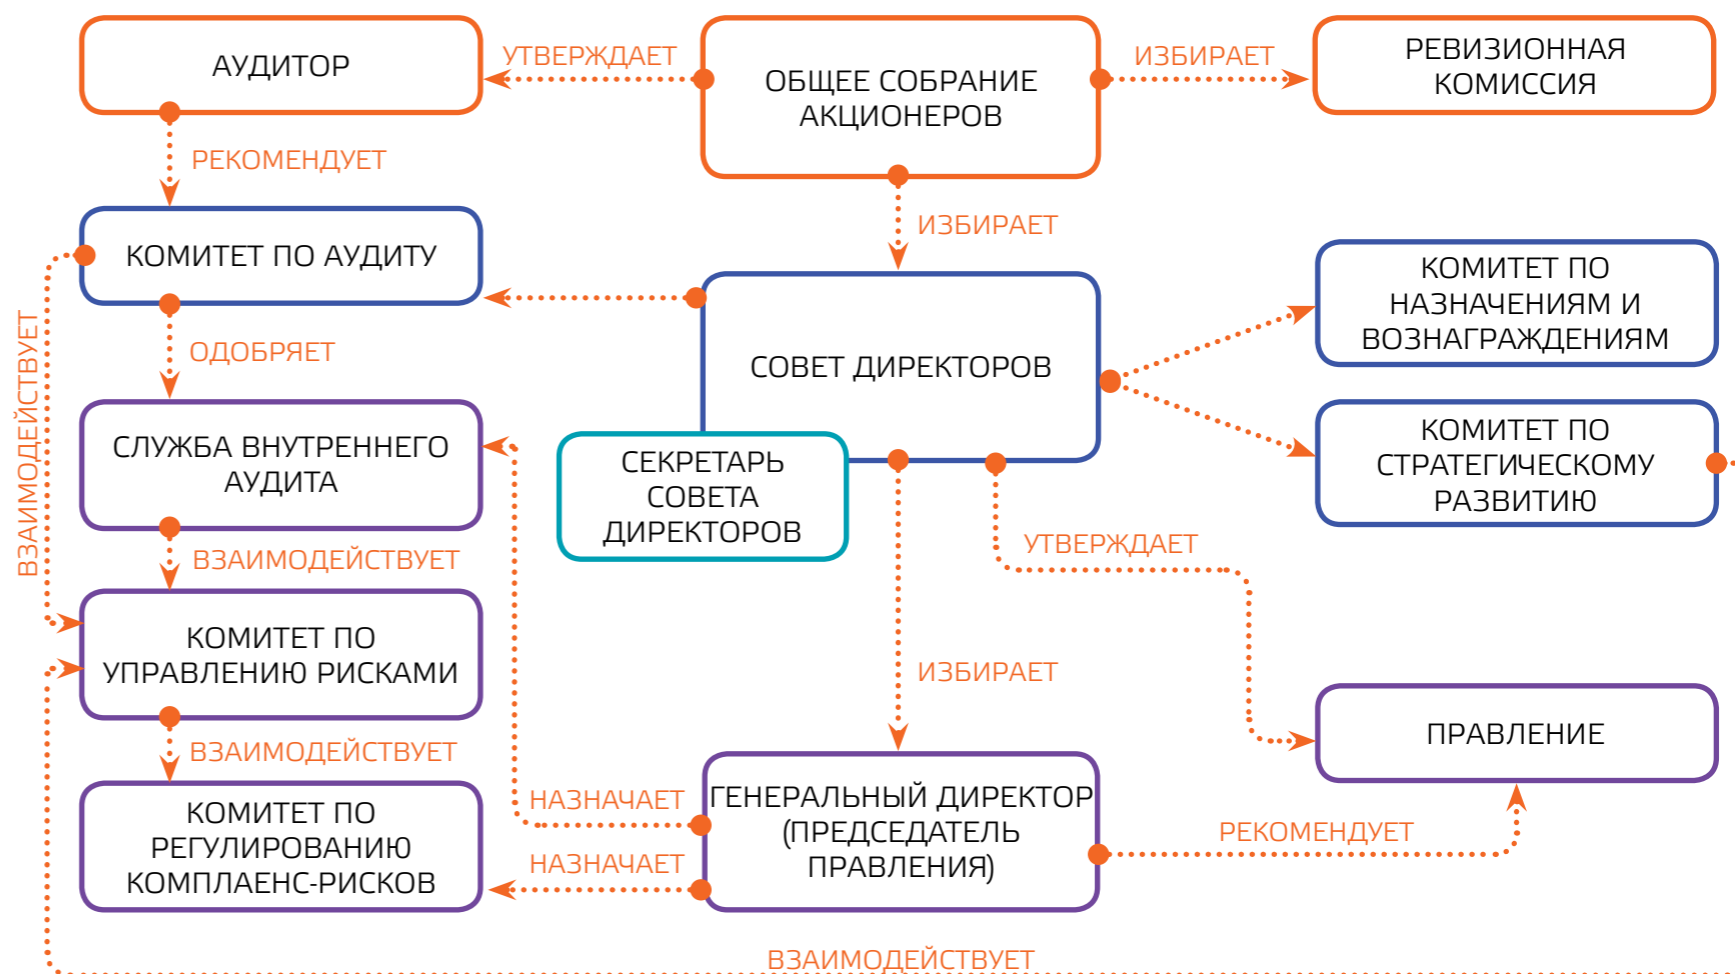 АУДИТОР
УТВЕРЖДАЕТ
ОБЩЕЕ СОБРАНИЕ
АКЦИОНЕРОВ
ИЗБИРАЕТ
РЕВИЗИОННАЯ
КОМИССИЯ
РЕКОМЕНДУЕТ
ИЗБИРАЕТ
КОМИТЕТ ПО АУДИТУ
КОМИТЕТ ПО
НАЗНАЧЕНИЯМ И
ВОЗНАГРАЖДЕНИЯМ
ОДОБРЯЕТ
СОВЕТ ДИРЕКТОРОВ
ВЗАИМОДЕЙСТВУЕТ
СЛУЖБА ВНУТРЕННЕГО
АУДИТА
СЕКРЕТАРЬ
СОВЕТА
ДИРЕКТОРОВ
КОМИТЕТ ПО
СТРАТЕГИЧЕСКОМУ
РАЗВИТИЮ
ВЗАИМОДЕЙСТВУЕТ
УТВЕРЖДАЕТ
КОМИТЕТ ПО
УПРАВЛЕНИЮ РИСКАМИ
ИЗБИРАЕТ
ВЗАИМОДЕЙСТВУЕТ
ПРАВЛЕНИЕ
КОМИТЕТ ПО
РЕГУЛИРОВАНИЮ
КОМПЛАЕНС-РИСКОВ
НАЗНАЧАЕТ
НАЗНАЧАЕТ
ГЕНЕРАЛЬНЫЙ ДИРЕКТОР
(ПРЕДСЕДАТЕЛЬ
ПРАВЛЕНИЯ)
РЕКОМЕНДУЕТ
ВЗАИМОДЕЙСТВУЕТ